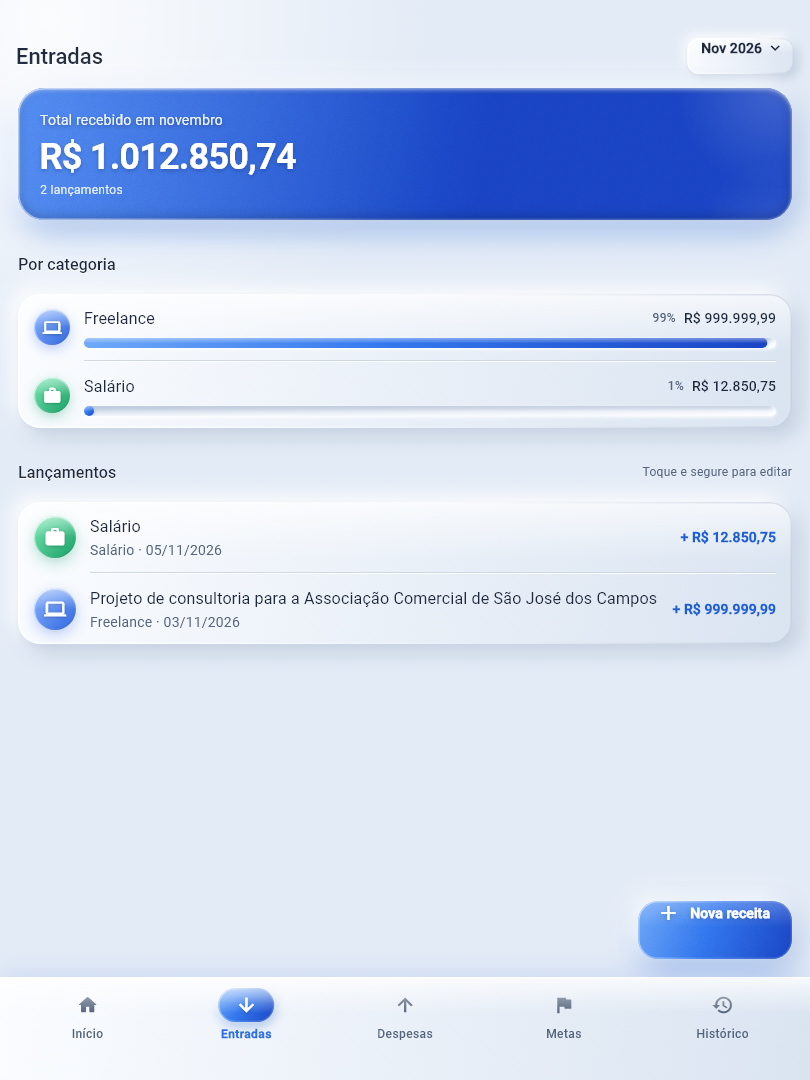 Entradas
Nov 2026
Total recebido em novembro
R$ 1.012.850,74
2 lançamentos
Por categoria
Freelance
99% R$ 999.999,99
Salário
1% R$ 12.850,75
Lançamentos
Toque e segure para editar
Salário
Salário · 05/11/2026
+ R$ 12.850,75
Projeto de consultoria para a Associação Comercial de São José dos Campos
Freelance · 03/11/2026
+ R$ 999.999,99
Nova receita
Início
Entradas
Despesas
Metas
Histórico